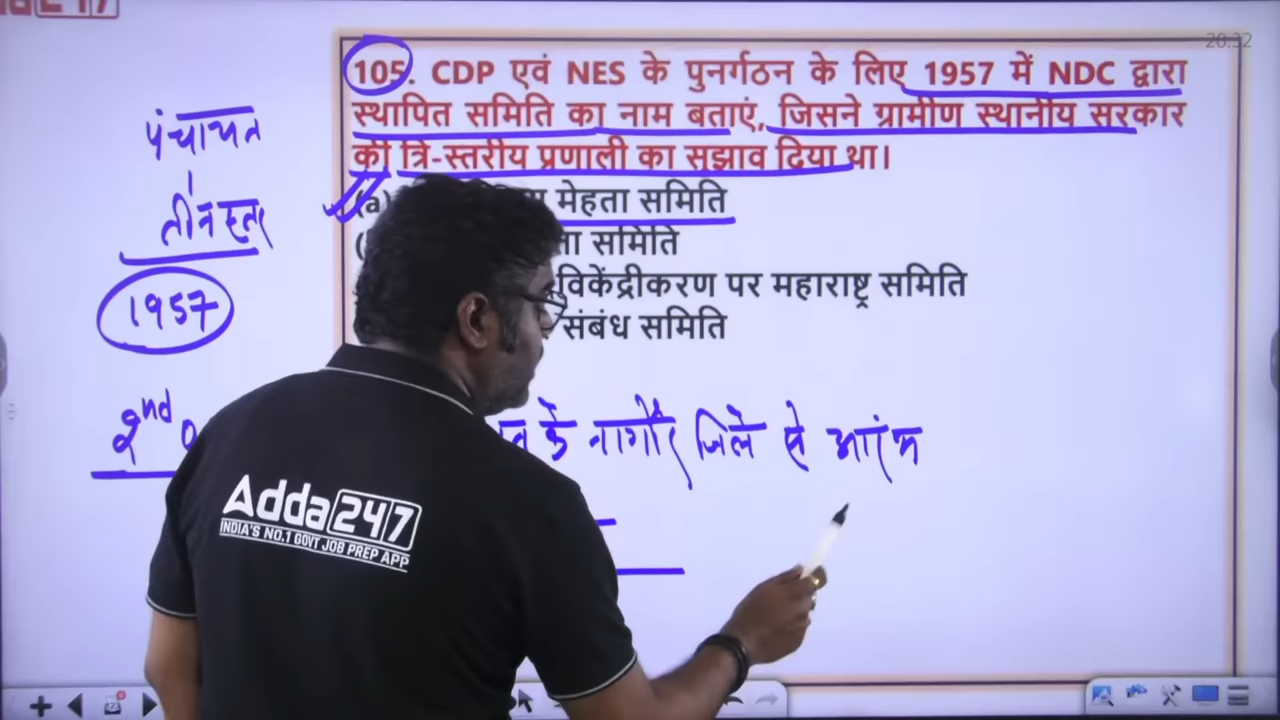 20:32
105. CDP एवं NES के पुनर्गठन के लिए 1957 में NDC द्वारा
स्थापित समिति का नाम बताएं, जिसने ग्रामीण स्थानीय सरकार
की त्रि-स्तरीय प्रणाली का सुझाव दिया था।
(a) मेहता समिति
समिति
विकेंद्रीकरण पर महाराष्ट्र समिति
संबंध समिति
पंचायत
तीन स्तर
1957
2nd
के नागौर जिले से आरंभ
Adda247
INDIA'S NO.1 GOVT JOB PREP APP